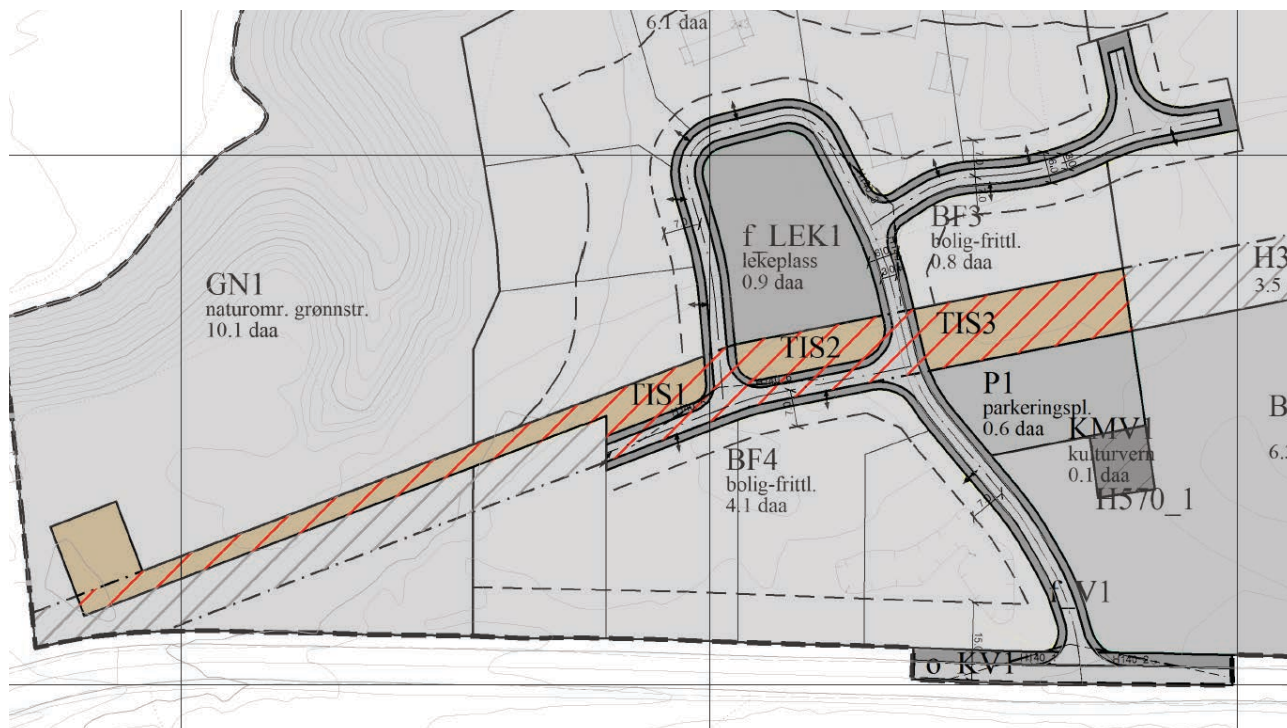 6.1 daa
f_LEK1
lekeplass
0.9 daa
BF3
bolig-frittl.
0.8 daa
H3
3.5
GN1
naturomr. grønnstr.
10.1 daa
TIS1
TIS2
TIS3
P1
parkeringspl.
0.6 daa
KMV1
kulturvern
0.1 daa
H570_1
B
6.
BF4
bolig-frittl.
4.1 daa
f_V1
o_KV1
H140_2